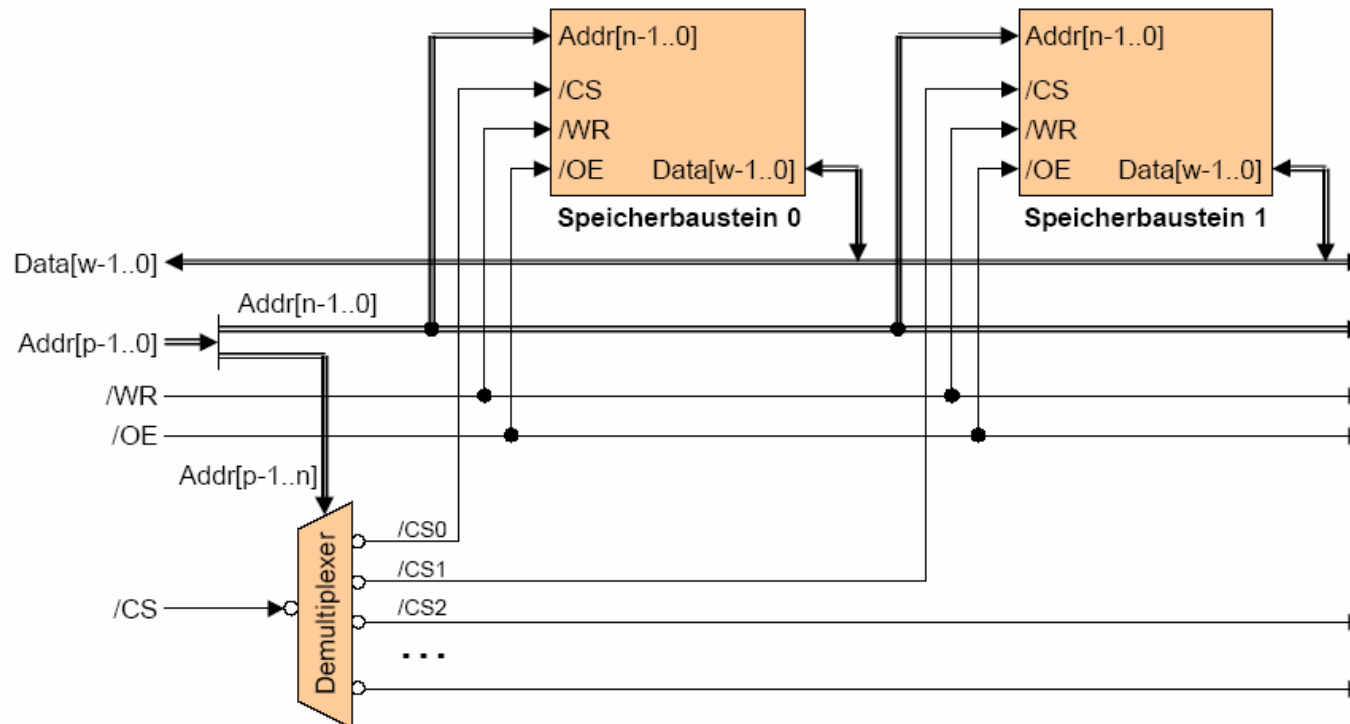 Addr[n-1..0]
/CS
/WR
/OE
Data[w-1..0]
Speicherbaustein 0
Addr[n-1..0]
/CS
/WR
/OE
Data[w-1..0]
Speicherbaustein 1
Data[w-1..0]
Addr[n-1..0]
Addr[p-1..0]
/WR
/OE
Addr[p-1..n]
/CS
Demultiplexer
/CS0
/CS1
/CS2
...